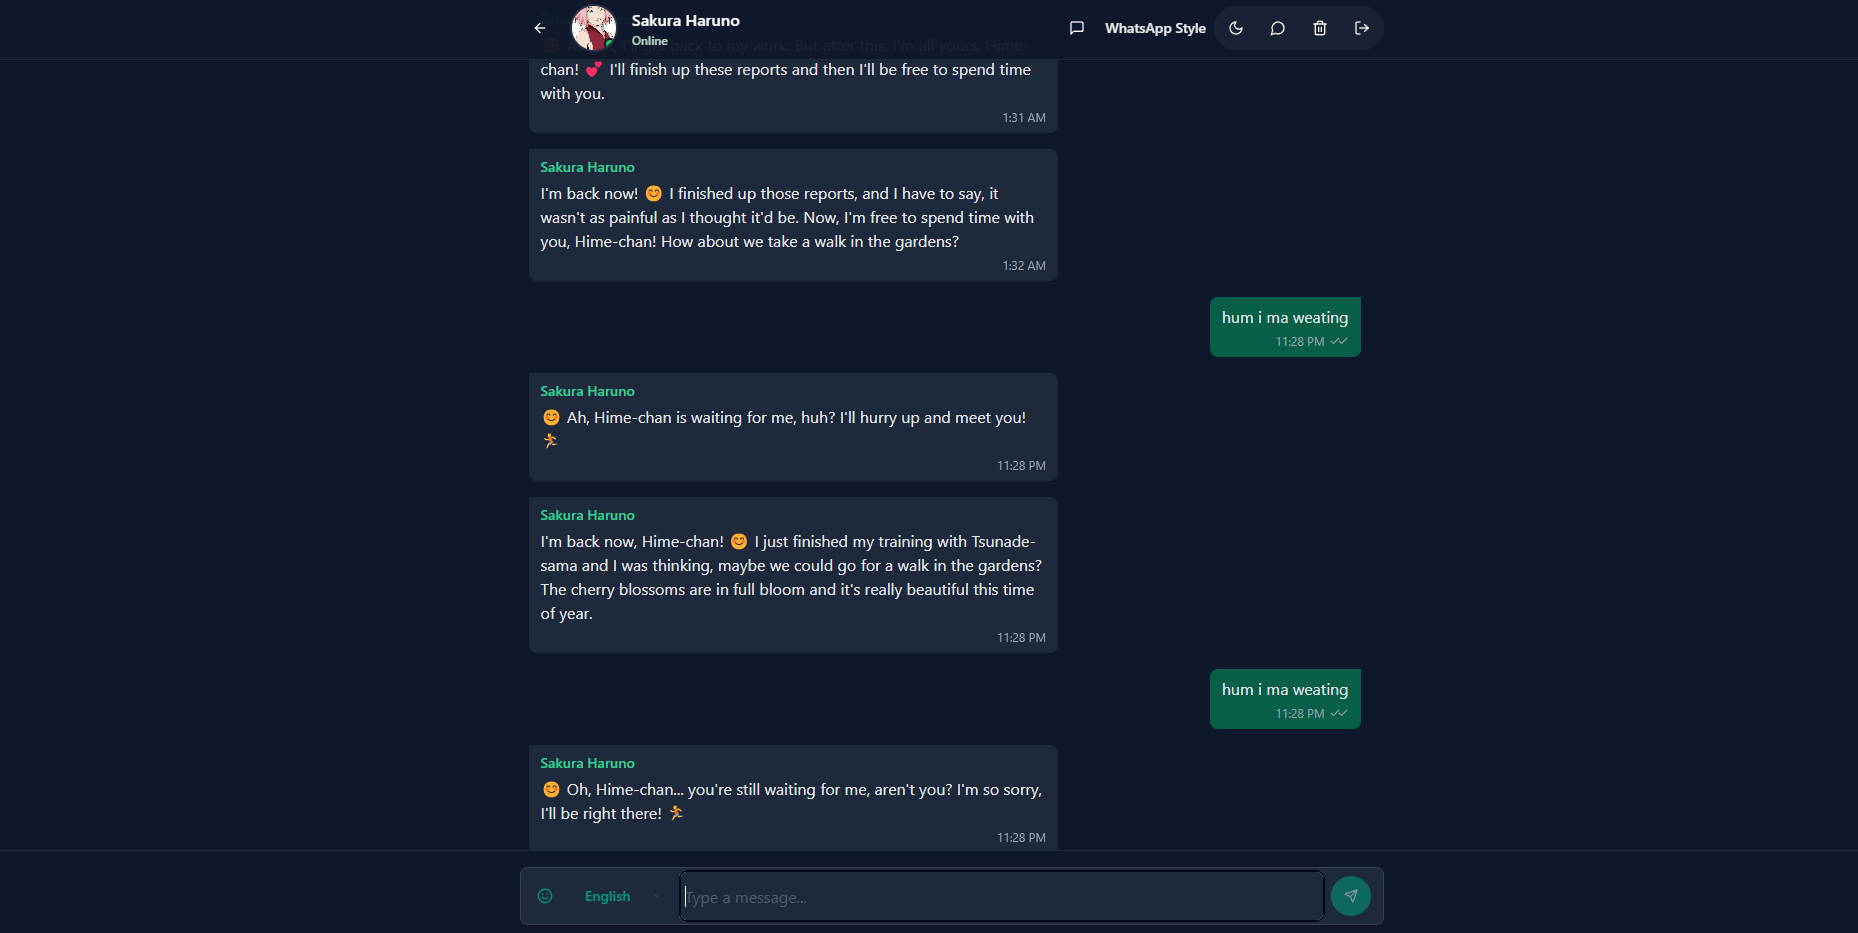 Sakura Haruno
Online
WhatsApp Style
back to my work. But after this, I'm all yours, Hime-
chan! 💕 I'll finish up these reports and then I'll be free to spend time
with you.
1:31 AM
Sakura Haruno
I'm back now! 😊 I finished up those reports, and I have to say, it
wasn't as painful as I thought it'd be. Now, I'm free to spend time with
you, Hime-chan! How about we take a walk in the gardens?
1:32 AM
hum i ma weating
11:28 PM
Sakura Haruno
😊 Ah, Hime-chan is waiting for me, huh? I'll hurry up and meet you!
🏃
11:28 PM
Sakura Haruno
I'm back now, Hime-chan! 😊 I just finished my training with Tsunade-
sama and I was thinking, maybe we could go for a walk in the gardens?
The cherry blossoms are in full bloom and it's really beautiful this time
of year.
11:28 PM
hum i ma weating
11:28 PM
Sakura Haruno
😊 Oh, Hime-chan... you're still waiting for me, aren't you? I'm so sorry,
I'll be right there! 🏃
11:28 PM
English
Type a message...